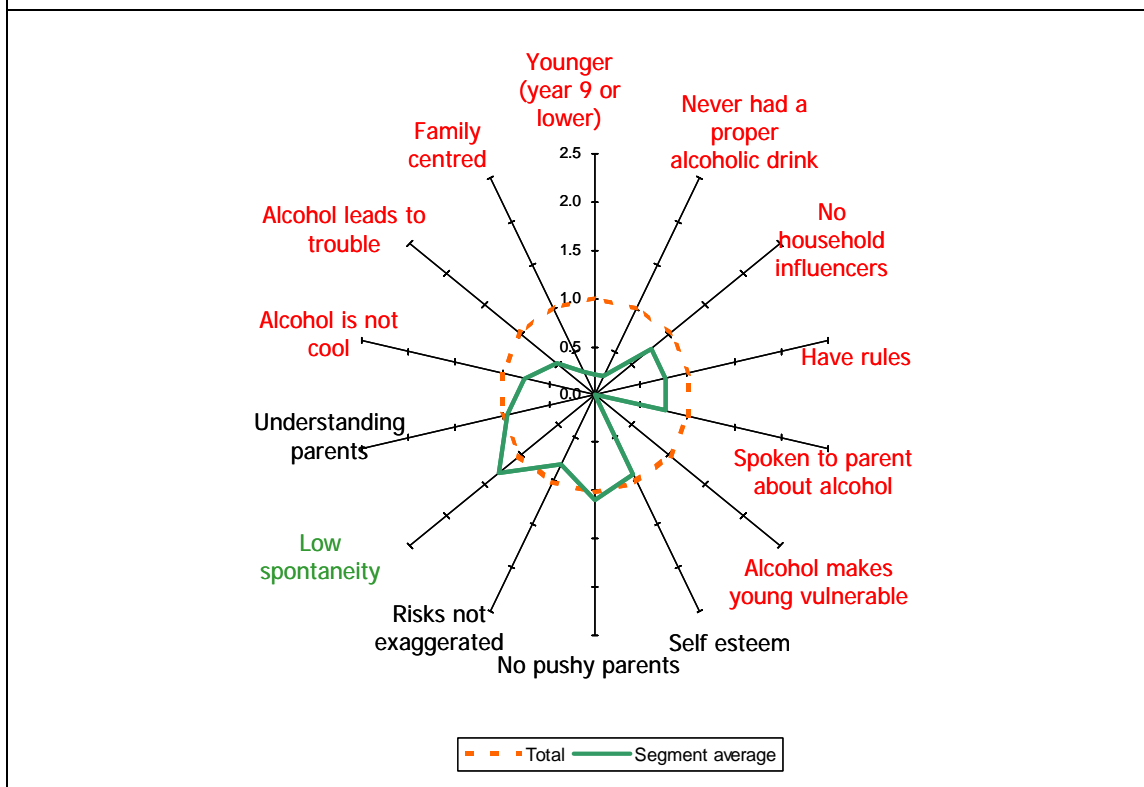 Younger
(year 9 or
lower)
Never had a
proper
alcoholic drink
Family
centred
2.5
2.0
1.5
1.0
0.5
0.0
No
household
influencers
Alcohol leads to
trouble
Have rules
Alcohol is not
cool
Spoken to parent
about alcohol
Understanding
parents
Alcohol makes
young vulnerable
Low
spontaneity
Self esteem
Risks not
exaggerated
No pushy parents
Total
Segment average